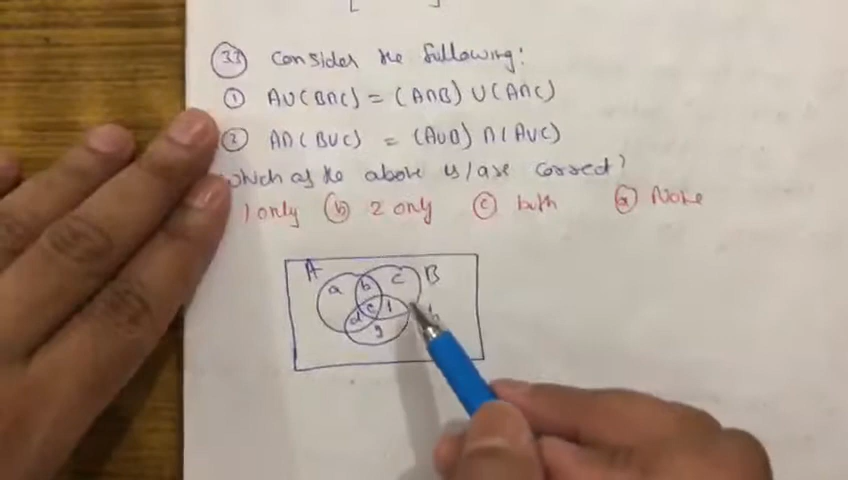 33 Consider the following:
① A∪(B∩C) = (A∩B) ∪ (A∩C)
② A∩(B∪C) = (A∪B) ∩ (A∪C)
which of the above is/are correct?
1 only (b) 2 only (c) both (d) None
A B
a b c
d e f
g h